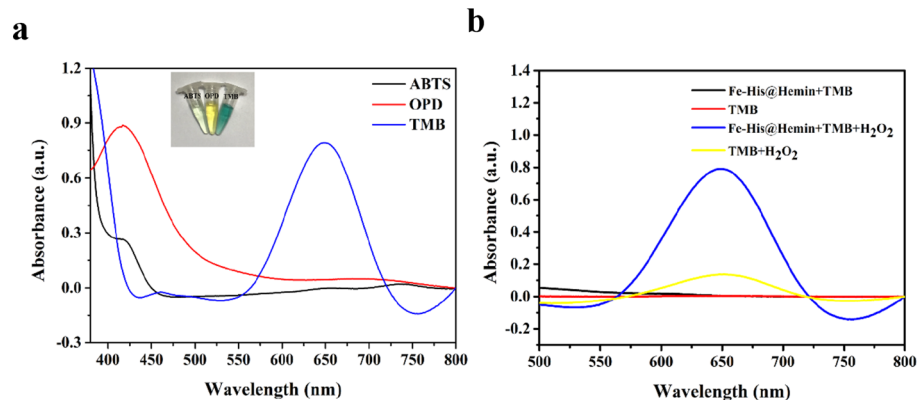 a
b
1.2
0.9
0.6
0.3
0.0
-0.3
Absorbance (a.u.)
400 450 500 550 600 650 700 750 800
Wavelength (nm)
ABTS
OPD
TMB
ABTS OPD TMB
1.4
1.2
1.0
0.8
0.6
0.4
0.2
0.0
-0.2
Absorbance (a.u.)
500 550 600 650 700 750 800
Wavelength (nm)
Fe-His@Hemin+TMB
TMB
Fe-His@Hemin+TMB+H₂O₂
TMB+H₂O₂